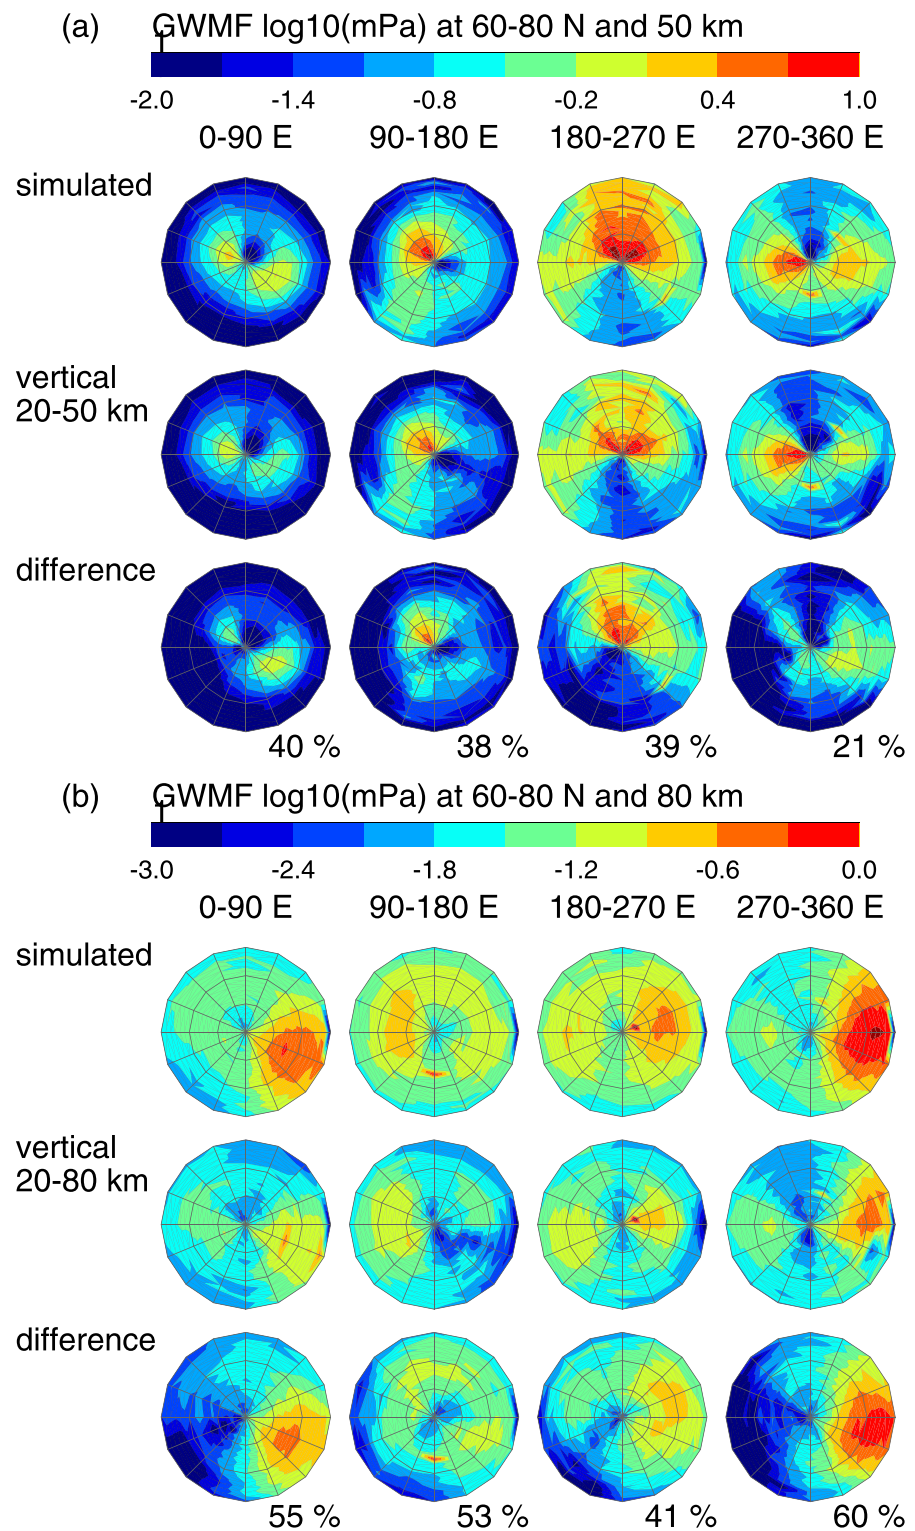 (a) GWMF log10(mPa) at 60-80 N and 50 km
-2.0 -1.4 -0.8 -0.2 0.4 1.0
0-90 E 90-180 E 180-270 E 270-360 E
simulated
vertical
20-50 km
difference
40 % 38 % 39 % 21 %
(b) GWMF log10(mPa) at 60-80 N and 80 km
-3.0 -2.4 -1.8 -1.2 -0.6 0.0
0-90 E 90-180 E 180-270 E 270-360 E
simulated
vertical
20-80 km
difference
55 % 53 % 41 % 60 %